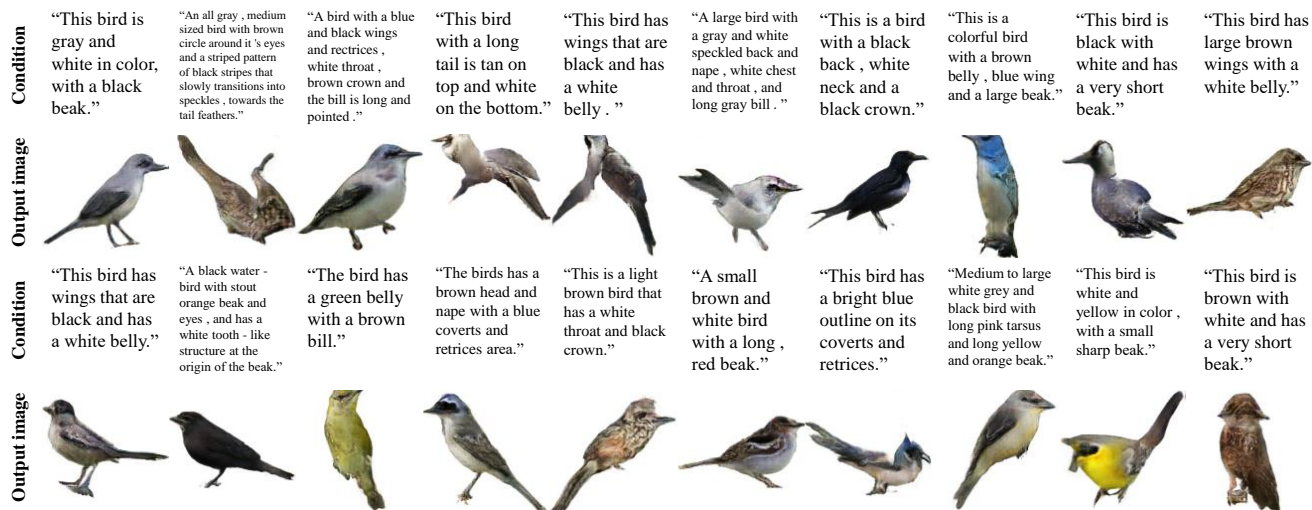 Condition
“This bird is
gray and
white in color,
with a black
beak.”
“An all gray , medium
sized bird with brown
circle around it 's eyes
and a striped pattern
of black stripes that
slowly transitions into
speckles , towards the
tail feathers.”
“A bird with a blue
and black wings
and rectrices ,
white throat ,
brown crown and
the bill is long and
pointed .”
“This bird
with a long
tail is tan on
top and white
on the bottom.”
“This bird has
wings that are
black and has
a white
belly . ”
“A large bird with
a gray and white
speckled back and
nape , white chest
and throat , and
long gray bill . ”
“This is a bird
with a black
back , white
neck and a
black crown.”
“This is a
colorful bird
with a brown
belly , blue wing
and a large beak.”
“This bird is
black with
white and has
a very short
beak.”
“This bird has
large brown
wings with a
white belly.”
Output image
Condition
“This bird has
wings that are
black and has
a white belly.”
“A black water -
bird with stout
orange beak and
eyes , and has a
white tooth - like
structure at the
origin of the beak.”
“The bird has
a green belly
with a brown
bill.”
“The birds has a
brown head and
nape with a blue
coverts and
retrices area.”
“This is a light
brown bird that
has a white
throat and black
crown.”
“A small
brown and
white bird
with a long ,
red beak.”
“This bird has
a bright blue
outline on its
coverts and
retrices.”
“Medium to large
white grey and
black bird with
long pink tarsus
and long yellow
and orange beak.”
“This bird is
white and
yellow in color ,
with a small
sharp beak.”
“This bird is
brown with
white and has
a very short
beak.”
Output image